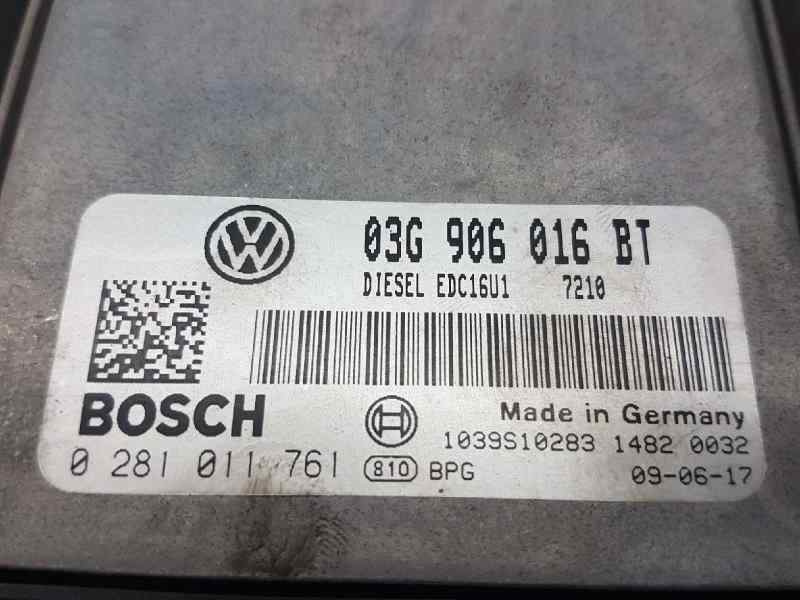 03G 906 016 BT
DIESEL EDC16U1 7210
BOSCH
Made in Germany
1039S10283 1482 0032
0 281 011 761 810 BPG 09-06-17